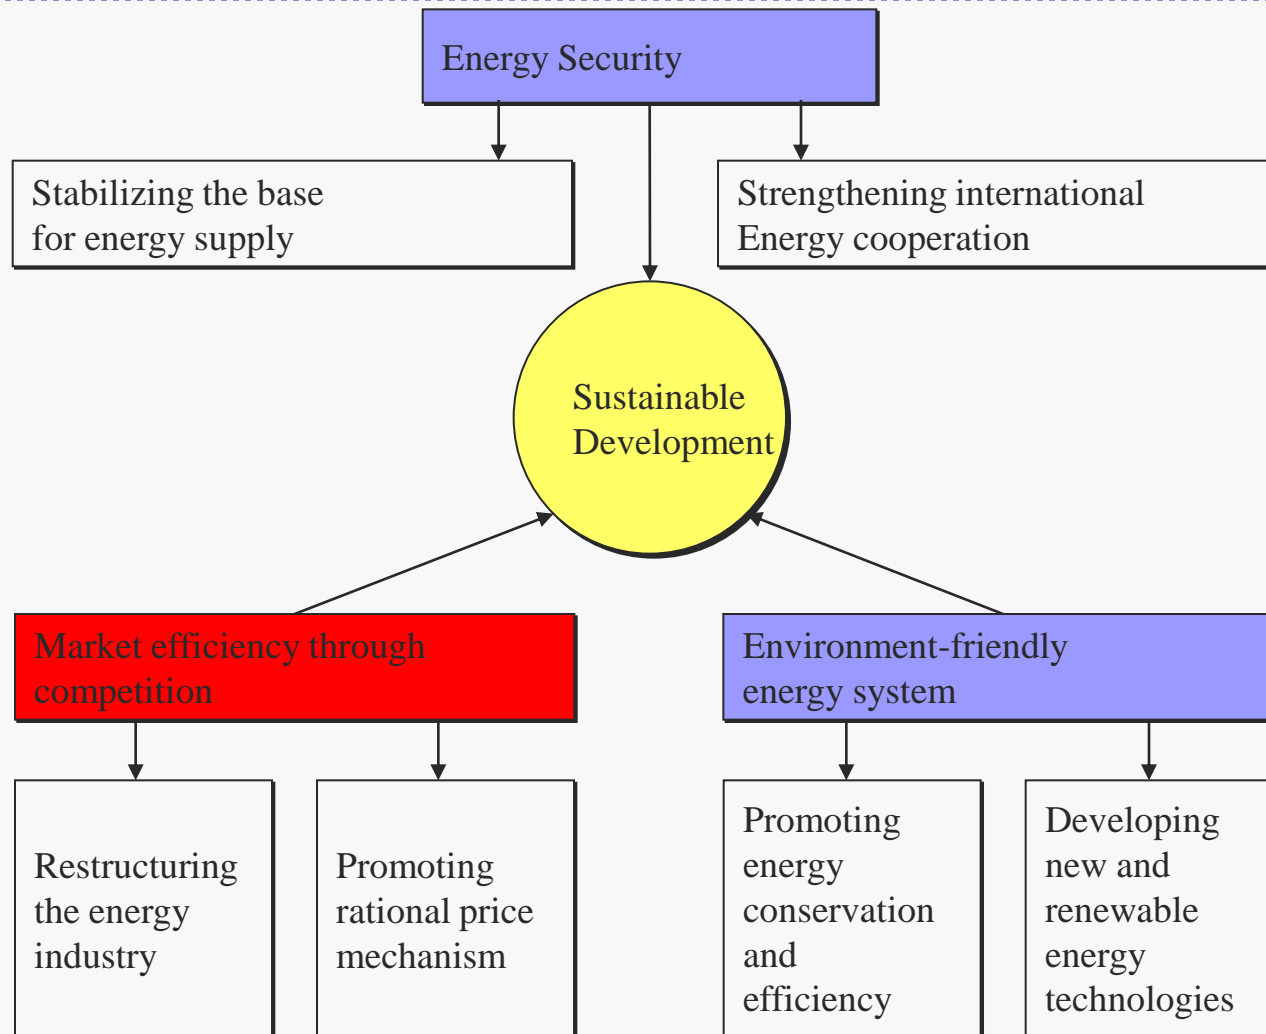 Energy Security
Stabilizing the base
for energy supply
Strengthening international
Energy cooperation
Sustainable
Development
Market efficiency through
competition
Environment-friendly
energy system
Restructuring
the energy
industry
Promoting
rational price
mechanism
Promoting
energy
conservation
and
efficiency
Developing
new and
renewable
energy
technologies